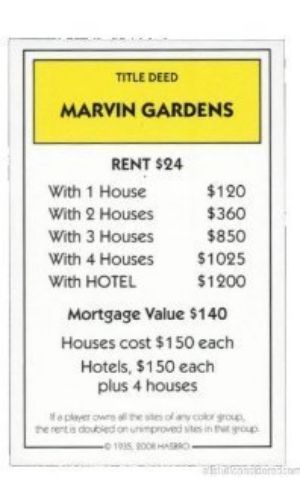 TITLE DEED
MARVIN GARDENS
RENT $24
With 1 House $120
With 2 Houses $360
With 3 Houses $850
With 4 Houses $1025
With HOTEL $1200
Mortgage Value $140
Houses cost $150 each
Hotels, $150 each
plus 4 houses
If a player owns all the sites of any color group,
the rent is doubled on unimproved sites in that group.
© 1935, 2008 HASBRO